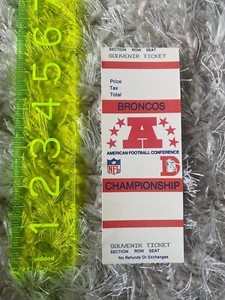 SECTION ROW SEAT
SOUVENIR TICKET
Price
Tax
Total
BRONCOS
A
AMERICAN FOOTBALL CONFERENCE
NFL
D
CHAMPIONSHIP
SOUVENIR TICKET
SECTION ROW SEAT
No Refunds Or Exchanges
1 2 3 4 5 6 7